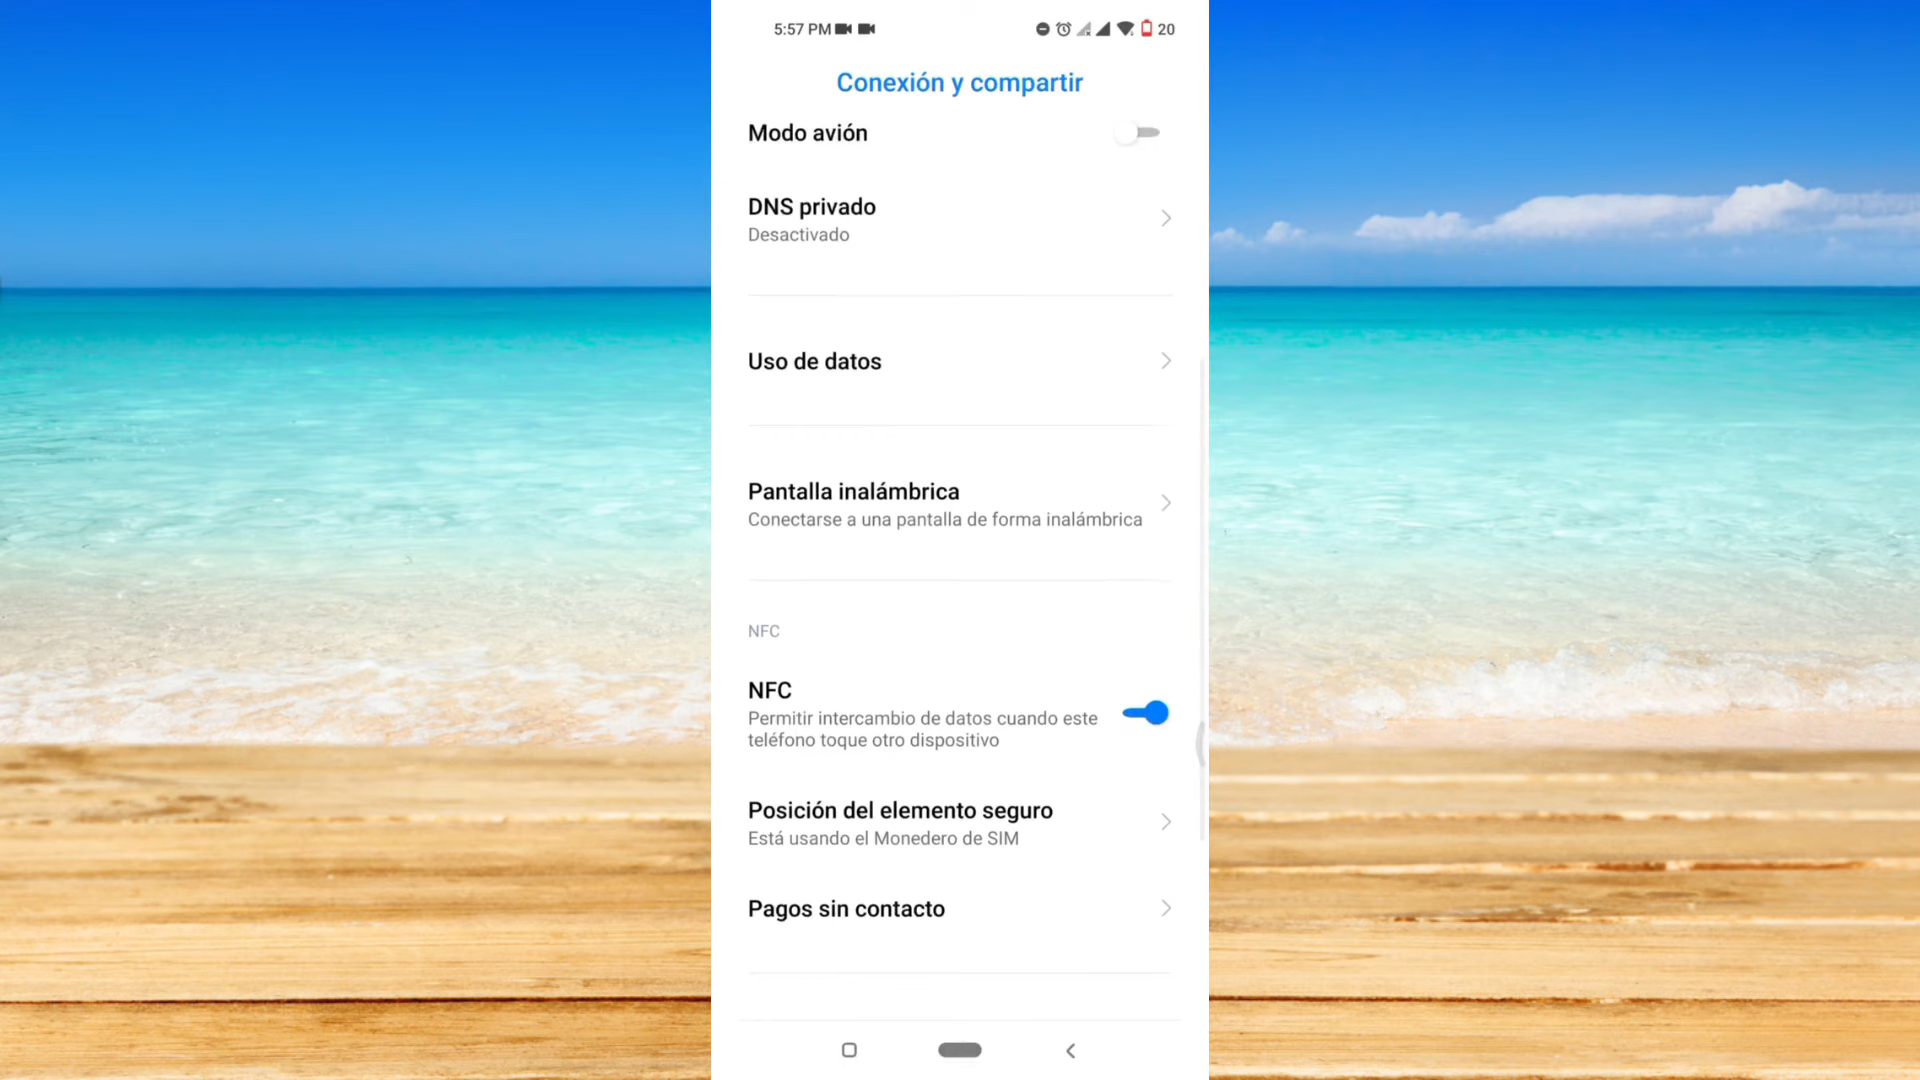 5:57 PM
20
Conexión y compartir
Modo avión
DNS privado
Desactivado
Uso de datos
Pantalla inalámbrica
Conectarse a una pantalla de forma inalámbrica
NFC
NFC
Permitir intercambio de datos cuando este
teléfono toque otro dispositivo
Posición del elemento seguro
Está usando el Monedero de SIM
Pagos sin contacto